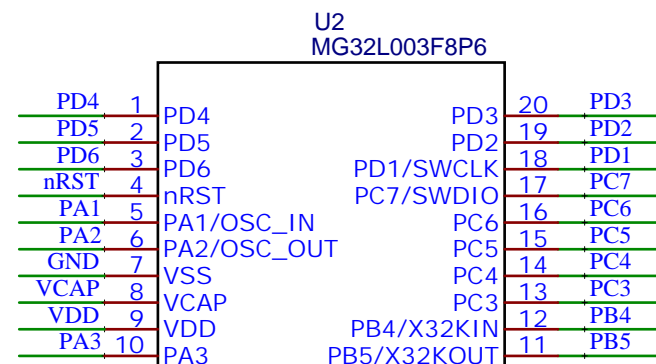 U2
MG32L003F8P6
PD4 1 PD4 PD3 20 PD3
PD5 2 PD5 PD2 19 PD2
PD6 3 PD6 PD1/SWCLK 18 PD1
nRST 4 nRST PC7/SWDIO 17 PC7
PA1 5 PA1/OSC_IN PC6 16 PC6
PA2 6 PA2/OSC_OUT PC5 15 PC5
GND 7 VSS PC4 14 PC4
VCAP 8 VCAP PC3 13 PC3
VDD 9 VDD PB4/X32KIN 12 PB4
PA3 10 PA3 PB5/X32KOUT 11 PB5